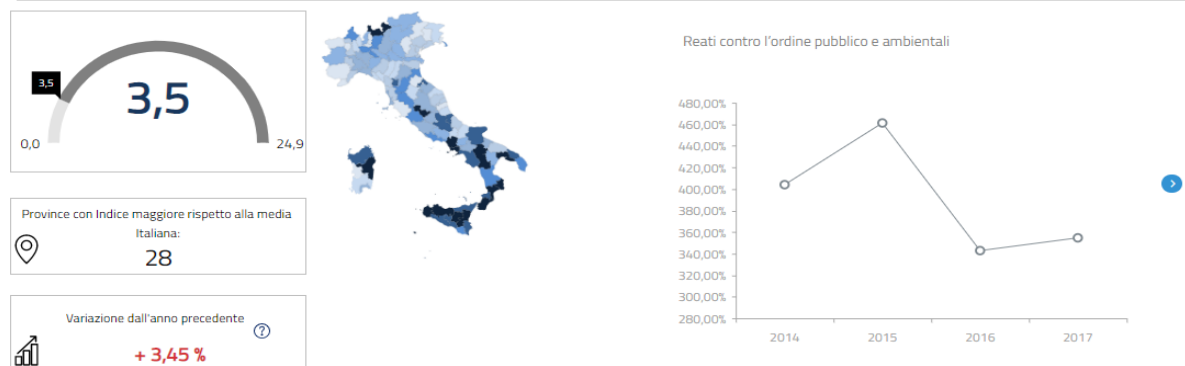 3,5
3,5
0,0
24,9
Province con Indice maggiore rispetto alla media
Italiana:
28
Variazione dall'anno precedente
?
+ 3,45 %
Reati contro l'ordine pubblico e ambientali
480,00%
460,00%
440,00%
420,00%
400,00%
380,00%
360,00%
340,00%
320,00%
300,00%
280,00%
2014 2015 2016 2017